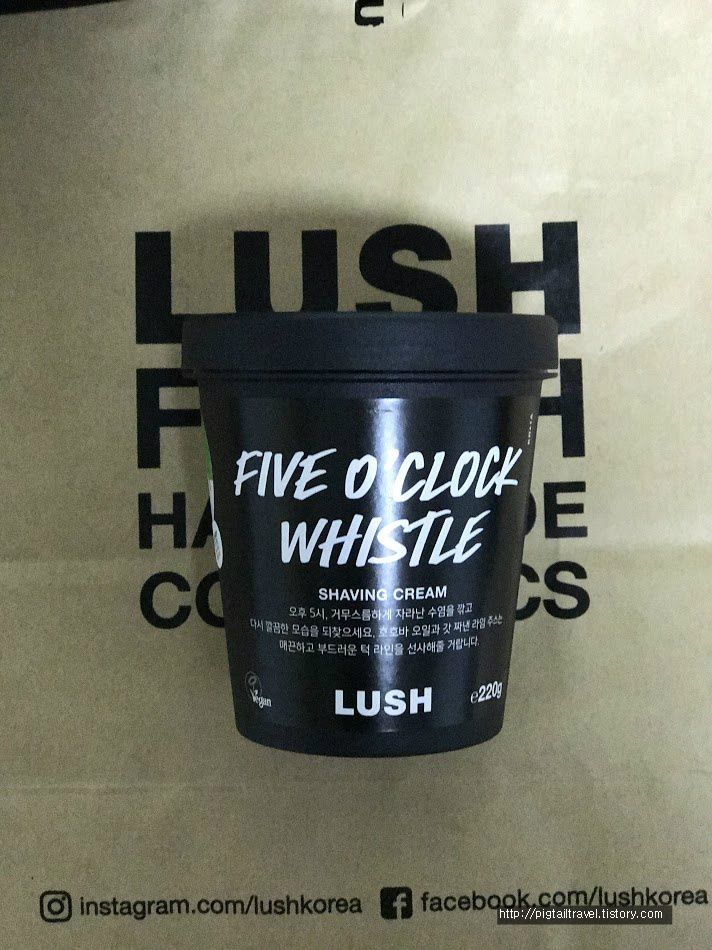 LUSH
FIVE O'CLOCK
WHISTLE
SHAVING CREAM
오후 5시, 거무스름하게 자라난 수염을 깎고
다시 깔끔한 모습을 되찾으세요. 호호바 오일과 갓 짜낸 라임 주스는
매끈하고 부드러운 턱 라인을 선사해줄 거랍니다.
Vegan
LUSH
e220g
instagram.com/lushkorea
facebook.com/lushkorea
http://pigtailtravel.tistory.com